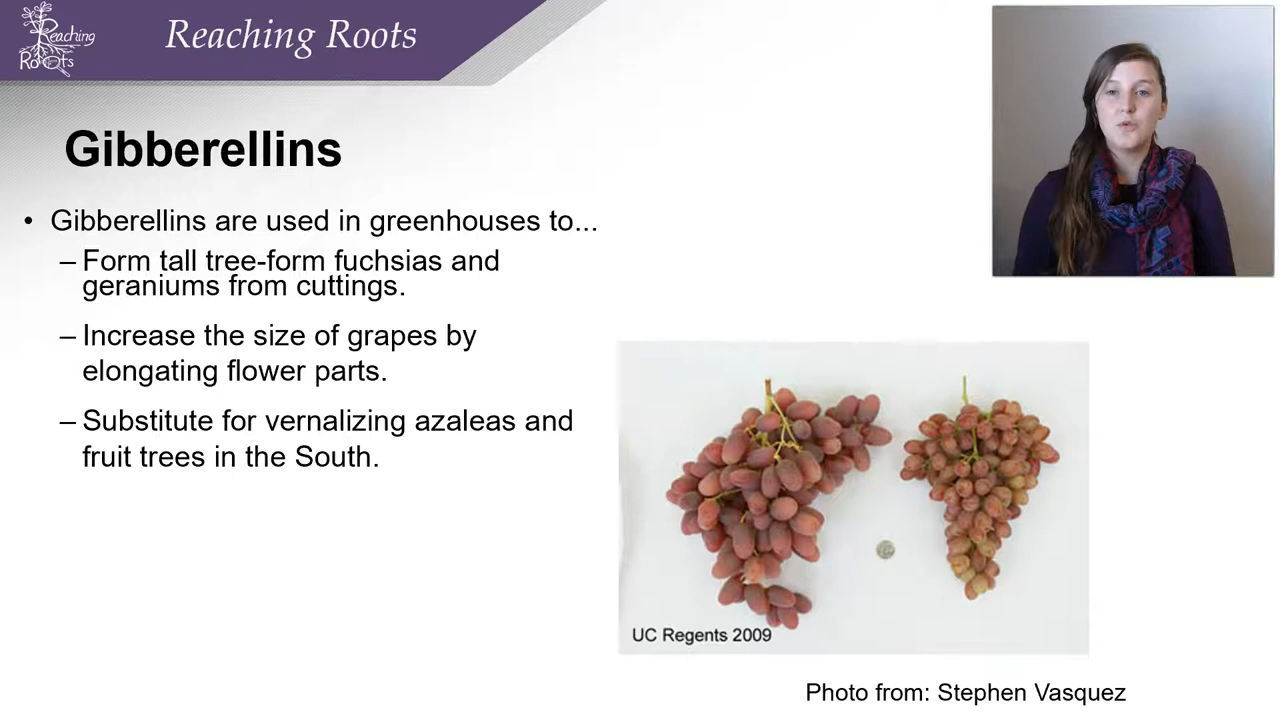 Reaching
Roots
Reaching Roots
Gibberellins
• Gibberellins are used in greenhouses to...
– Form tall tree-form fuchsias and
geraniums from cuttings.
– Increase the size of grapes by
elongating flower parts.
– Substitute for vernalizing azaleas and
fruit trees in the South.
UC Regents 2009
Photo from: Stephen Vasquez